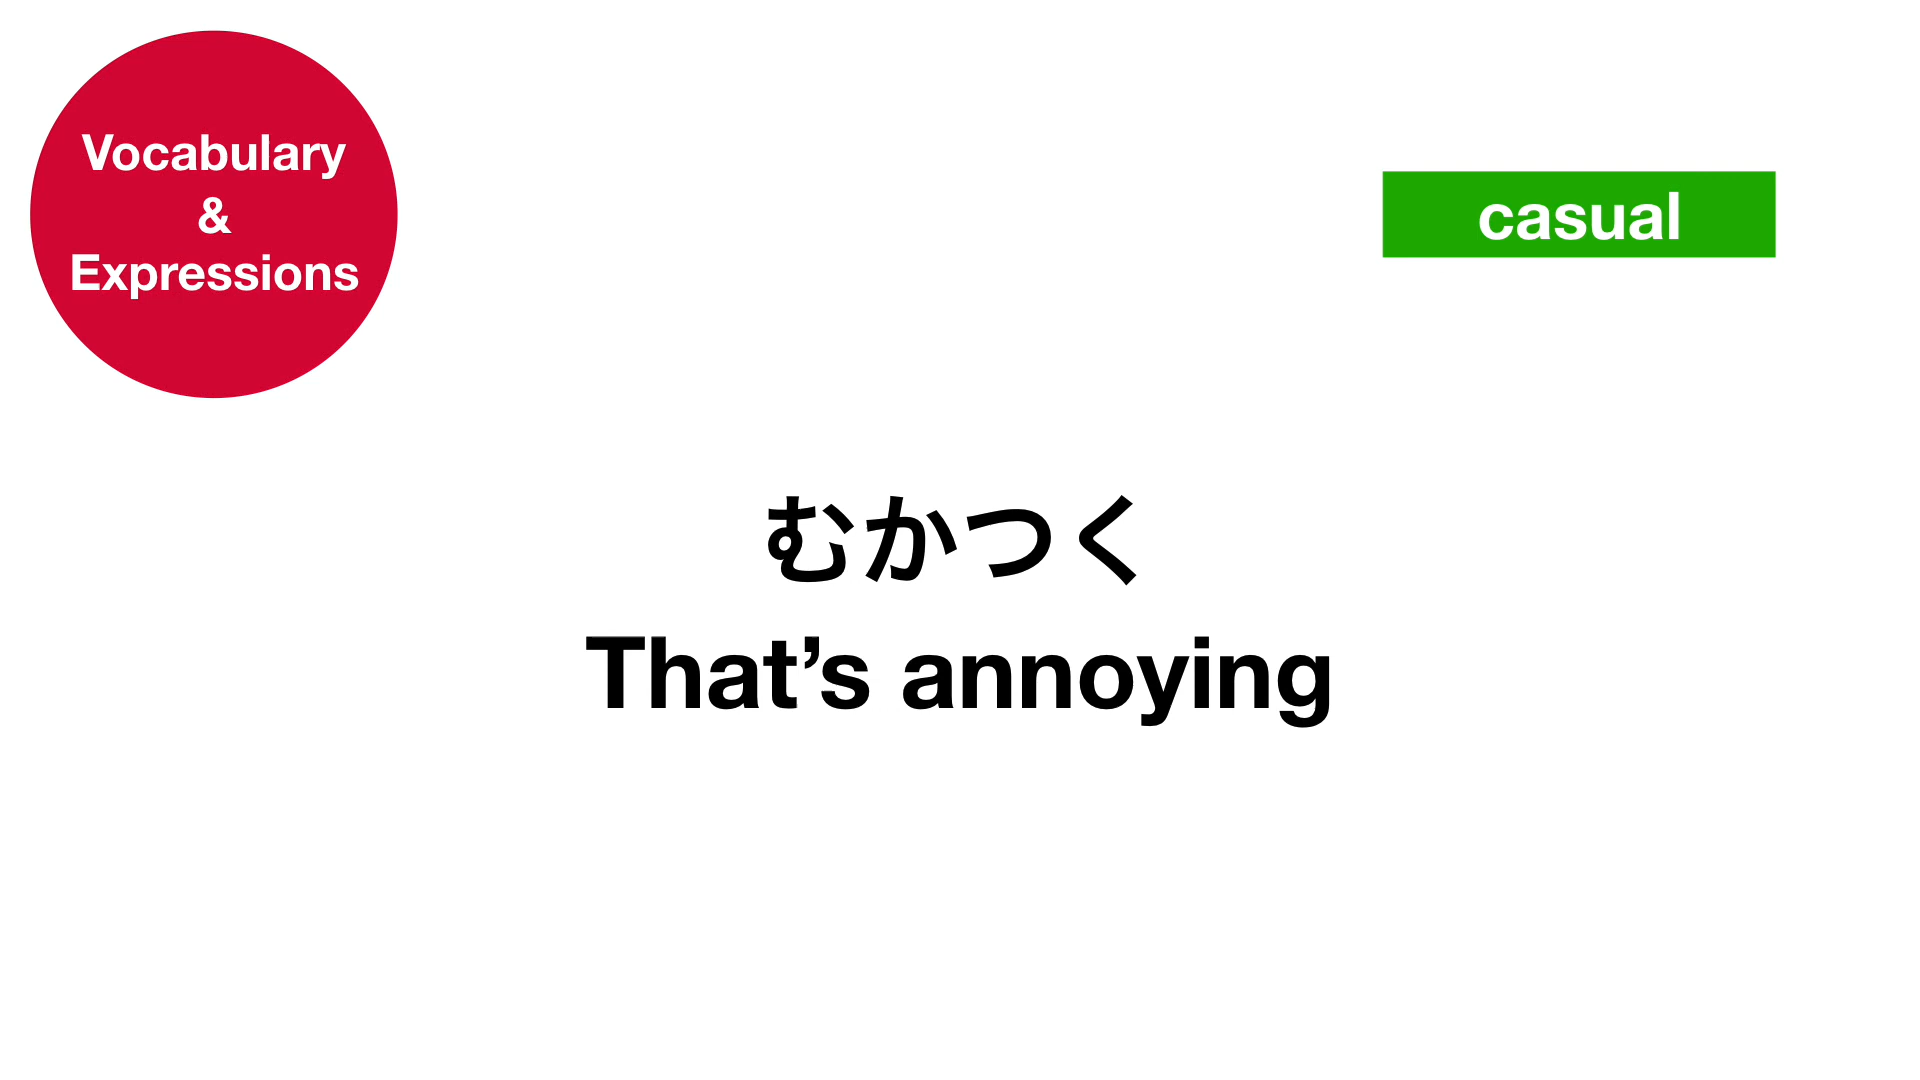 Vocabulary
&
Expressions
casual
むかつく
That’s annoying